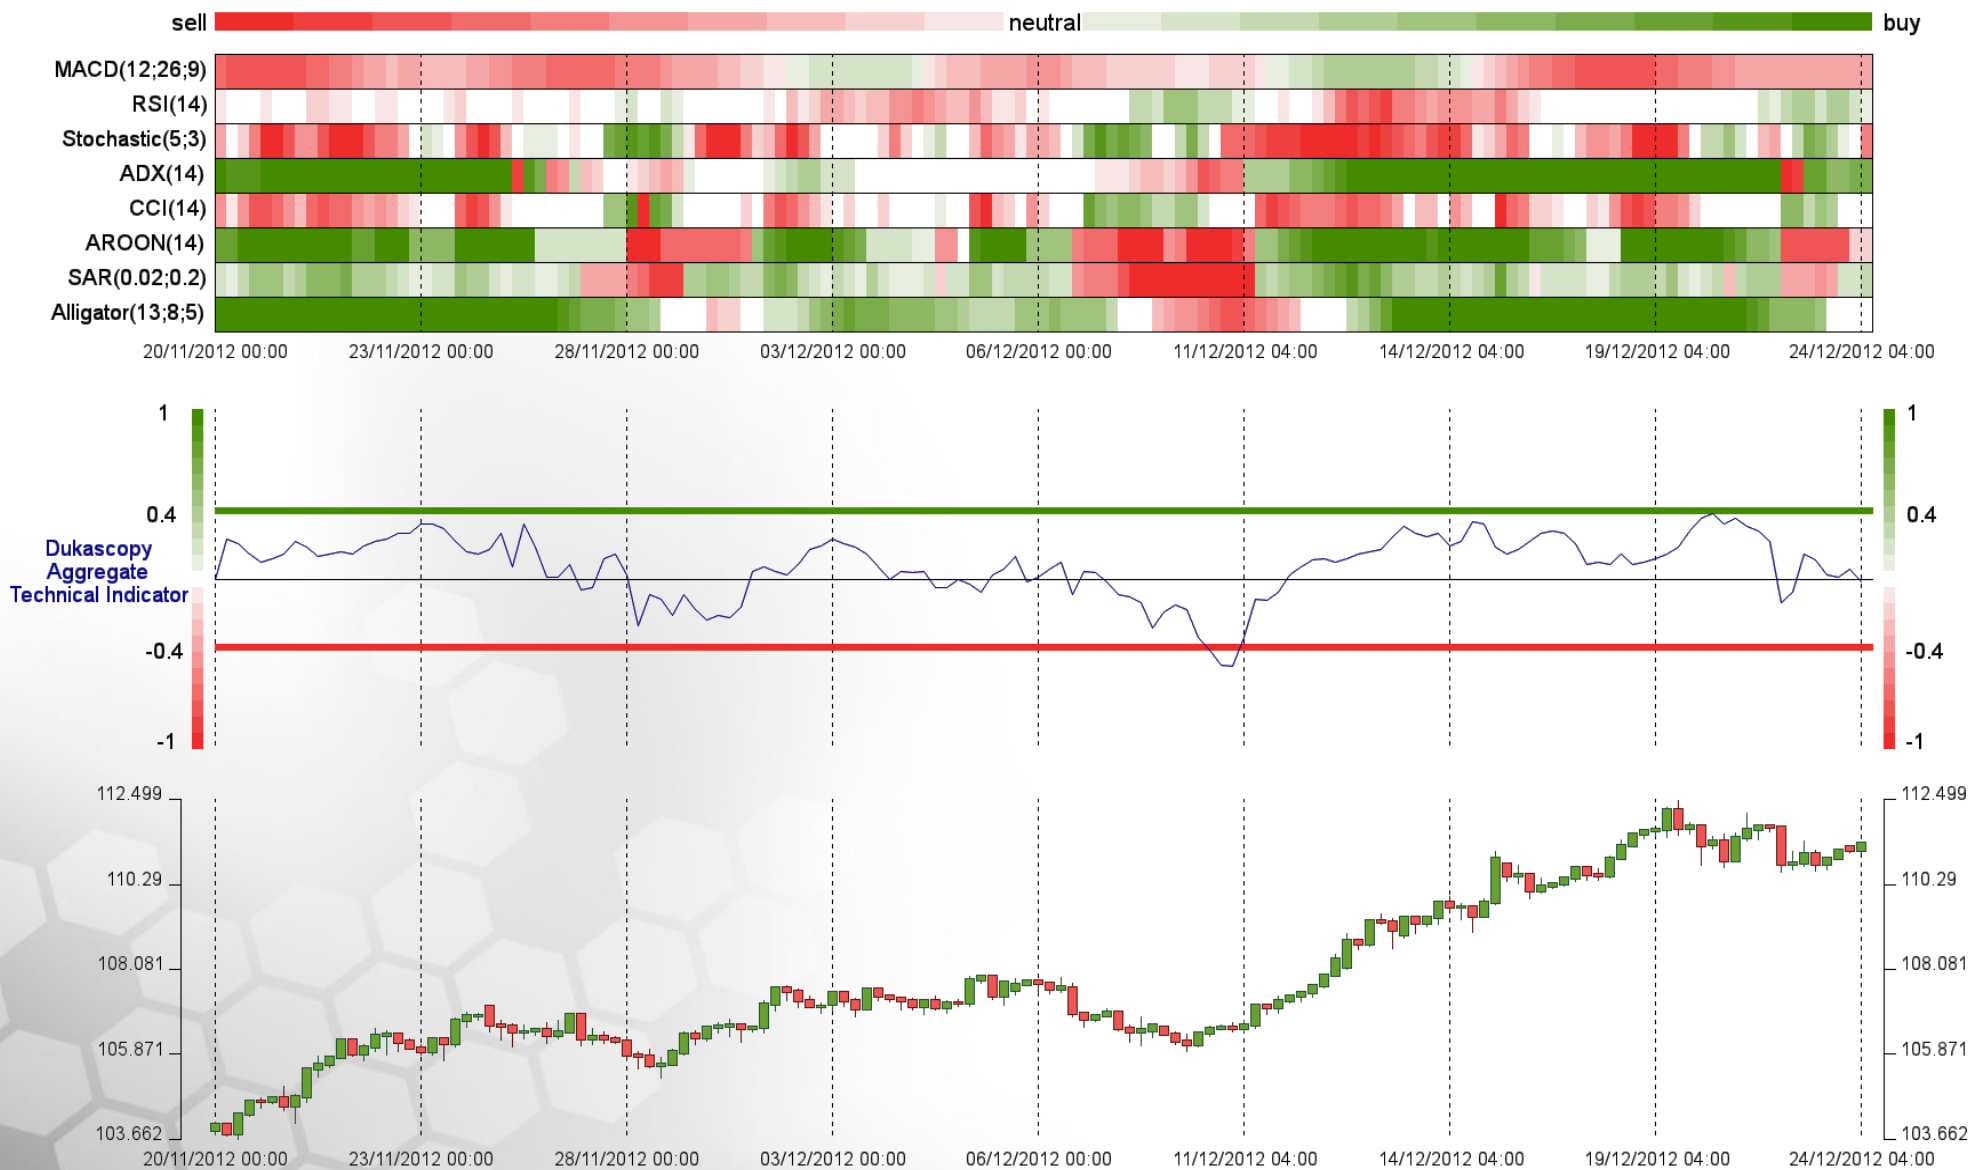 sell neutral buy
MACD(12;26;9)
RSI(14)
Stochastic(5;3)
ADX(14)
CCI(14)
AROON(14)
SAR(0.02;0.2)
Alligator(13;8;5)
20/11/2012 00:00 23/11/2012 00:00 28/11/2012 00:00 03/12/2012 00:00 06/12/2012 00:00 11/12/2012 04:00 14/12/2012 04:00 19/12/2012 04:00 24/12/2012 04:00
1 1
0.4 0.4
Dukascopy
Aggregate
Technical Indicator
-0.4 -0.4
-1 -1
112.499 112.499
110.29 110.29
108.081 108.081
105.871 105.871
103.662 103.662
20/11/2012 00:00 23/11/2012 00:00 28/11/2012 00:00 03/12/2012 00:00 06/12/2012 00:00 11/12/2012 04:00 14/12/2012 04:00 19/12/2012 04:00 24/12/2012 04:00